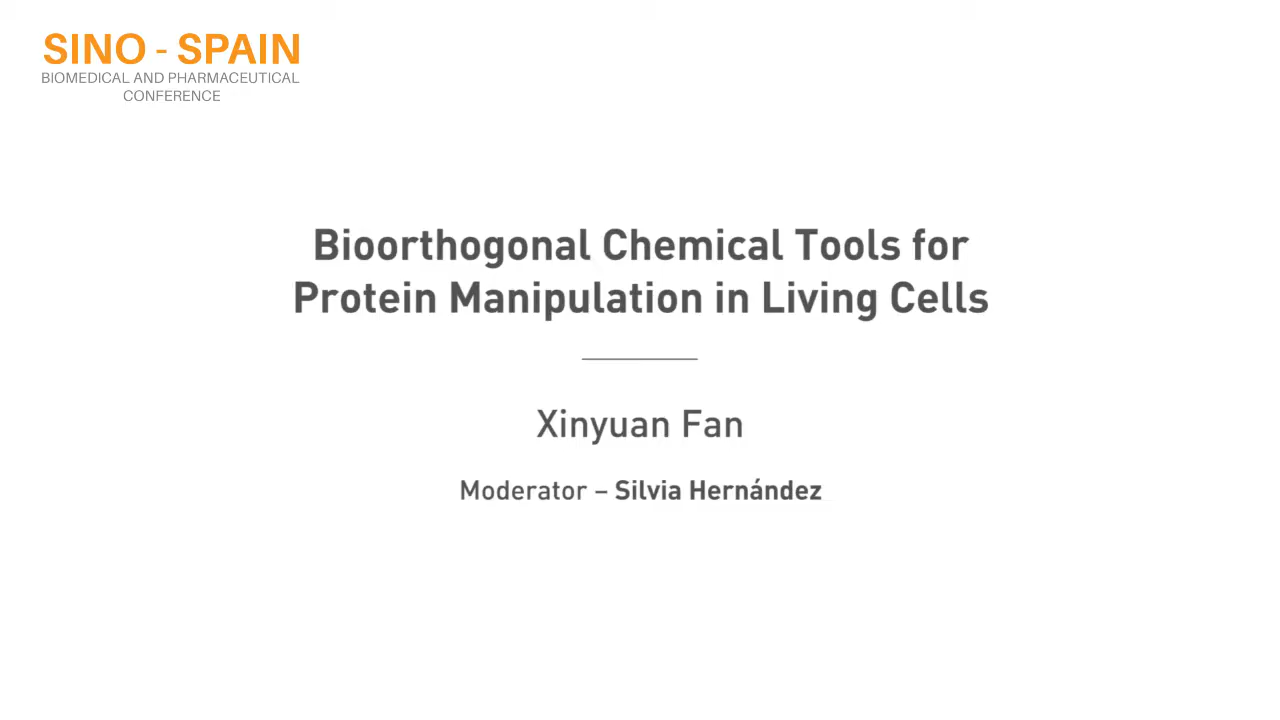 SINO - SPAIN
BIOMEDICAL AND PHARMACEUTICAL
CONFERENCE
Bioorthogonal Chemical Tools for
Protein Manipulation in Living Cells
Xinyuan Fan
Moderator – Silvia Hernández